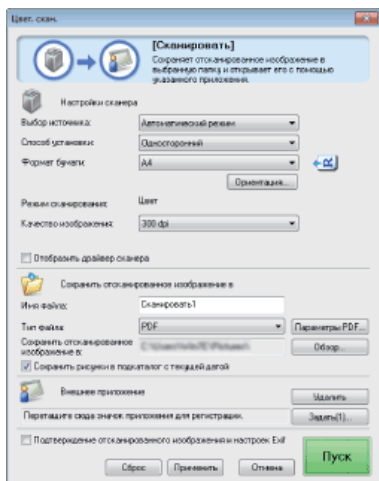 Цвет. скан.
[Сканировать]
Сохраняет отсканированное изображение в
выбранную папку и открывает его с помощью
указанного приложения.
Настройки сканера
Выбор источника: Автоматический режим
Способ установки: Односторонний
Формат бумаги: A4
Ориентация...
Режим сканирования: Цвет
Качество изображения: 300 dpi
Отобразить драйвер сканера
Сохранить отсканированное изображение в
Имя файла: Сканировать1
Тип файла: PDF Параметры PDF...
Сохранить отсканированное
изображение в: Обзор...
Сохранить рисунки в подкаталог с текущей датой
Внешнее приложение Удалить
Перетащите сюда значок приложения для регистрации. Задать(1)...
Подтверждение отсканированного изображения и настроек Exif
Сброс Применить Отмена Пуск